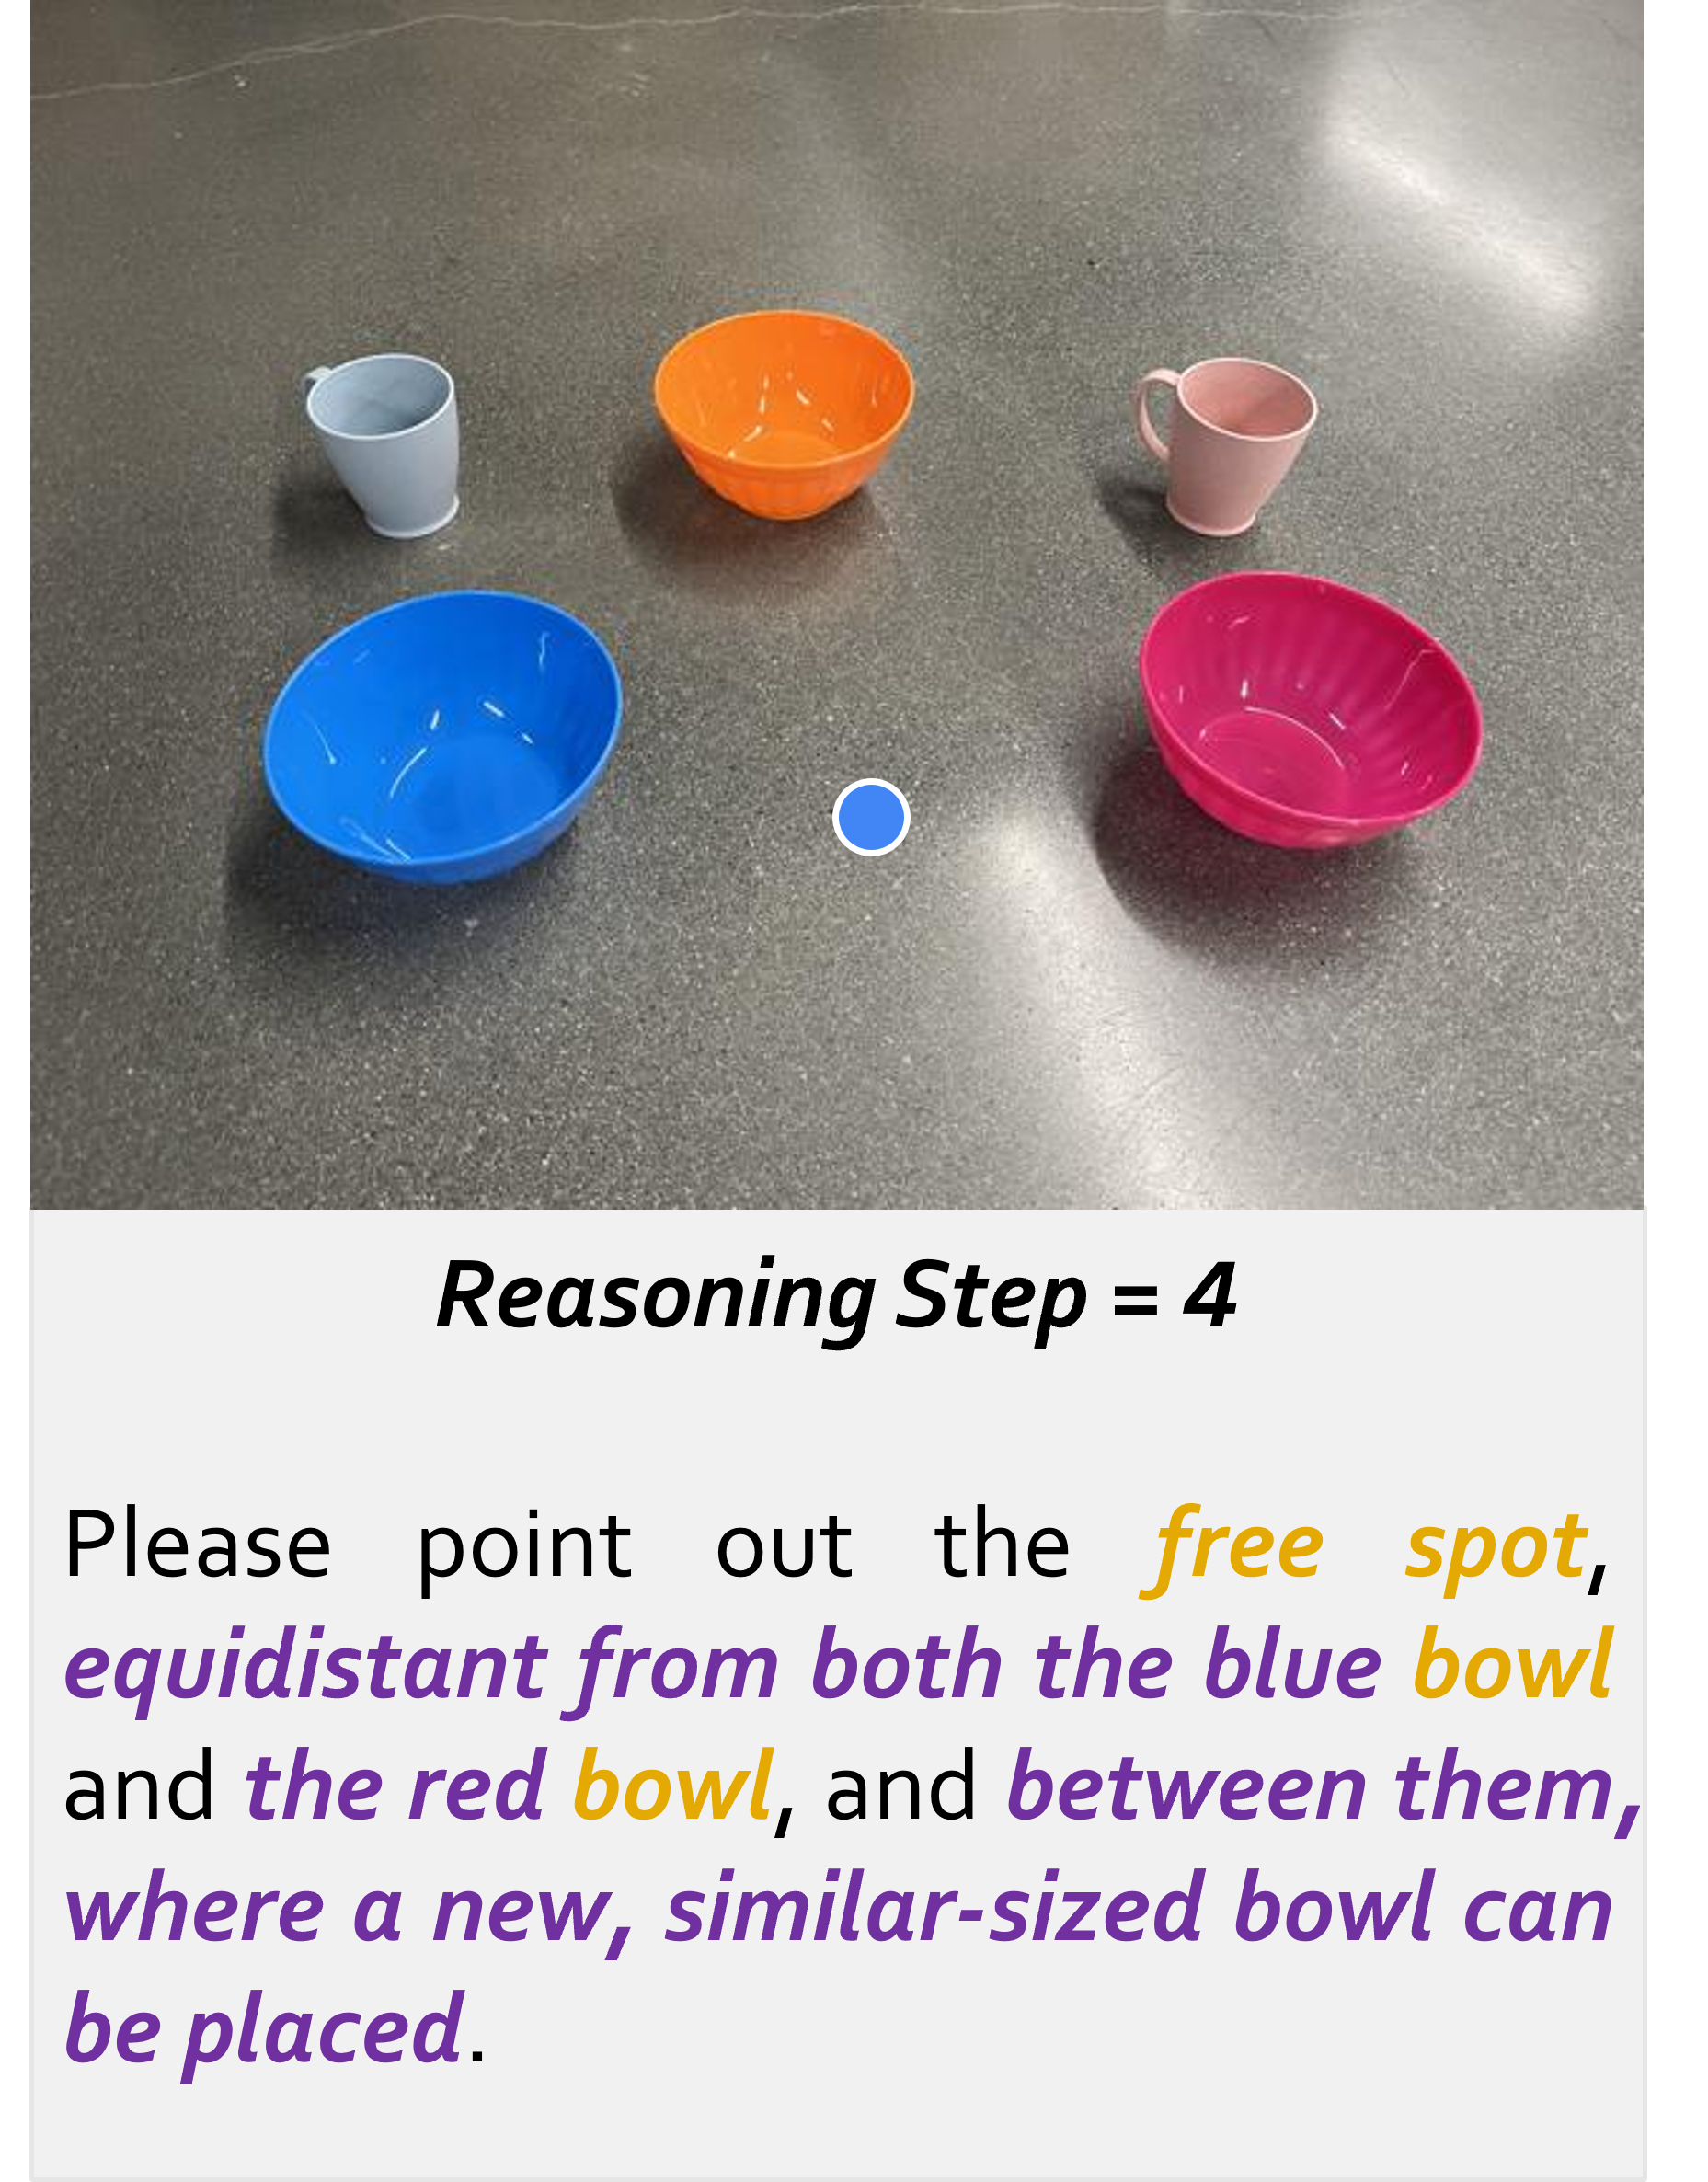 Reasoning Step = 4
Please point out the free spot,
equidistant from both the blue bowl
and the red bowl, and between them,
where a new, similar-sized bowl can
be placed.